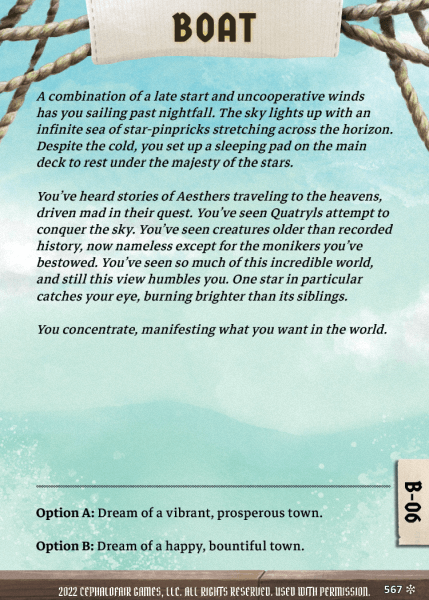 BOAT
A combination of a late start and uncooperative winds
has you sailing past nightfall. The sky lights up with an
infinite sea of star-pinpricks stretching across the horizon.
Despite the cold, you set up a sleeping pad on the main
deck to rest under the majesty of the stars.
You’ve heard stories of Aesthers traveling to the heavens,
driven mad in their quest. You’ve seen Quatryls attempt to
conquer the sky. You’ve seen creatures older than recorded
history, now nameless except for the monikers you’ve
bestowed. You’ve seen so much of this incredible world,
and still this view humbles you. One star in particular
catches your eye, burning brighter than its siblings.
You concentrate, manifesting what you want in the world.
Option A: Dream of a vibrant, prosperous town.
Option B: Dream of a happy, bountiful town.
B-06
2022 CEPHALOFAIR GAMES, LLC. ALL RIGHTS RESERVED. USED WITH PERMISSION. 567